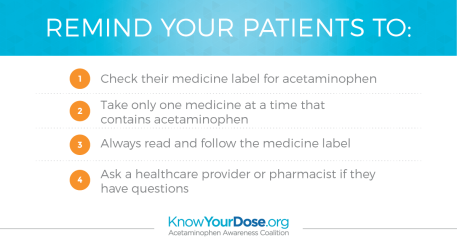 REMIND YOUR PATIENTS TO:
1 Check their medicine label for acetaminophen
2 Take only one medicine at a time that
contains acetaminophen
3 Always read and follow the medicine label
4 Ask a healthcare provider or pharmacist if they
have questions
KnowYourDose.org
Acetaminophen Awareness Coalition